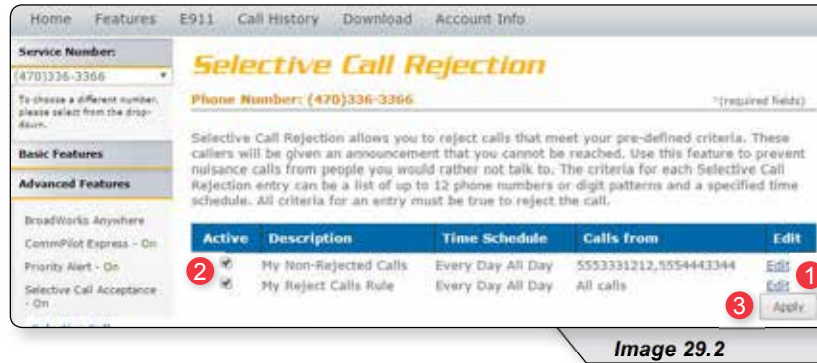 Home Features E911 Call History Download Account Info
Service Number:
(470)336-3366
To choose a different number, please select from the drop-down.
Basic Features
Advanced Features
BroadWorks Anywhere
CommPilot Express - On
Priority Alert - On
Selective Call Acceptance - On
Selective Call
Selective Call Rejection
Phone Number: (470)336-3366 *(required fields)
Selective Call Rejection allows you to reject calls that meet your pre-defined criteria. These
callers will be given an announcement that you cannot be reached. Use this feature to prevent
nuisance calls from people you would rather not talk to. The criteria for each Selective Call
Rejection entry can be a list of up to 12 phone numbers or digit patterns and a specified time
schedule. All criteria for an entry must be true to reject the call.
Active Description Time Schedule Calls from Edit
2 My Non-Rejected Calls Every Day All Day 5553331212,5554443344 Edit 1
My Reject Calls Rule Every Day All Day All calls Edit
3 Apply
Image 29.2